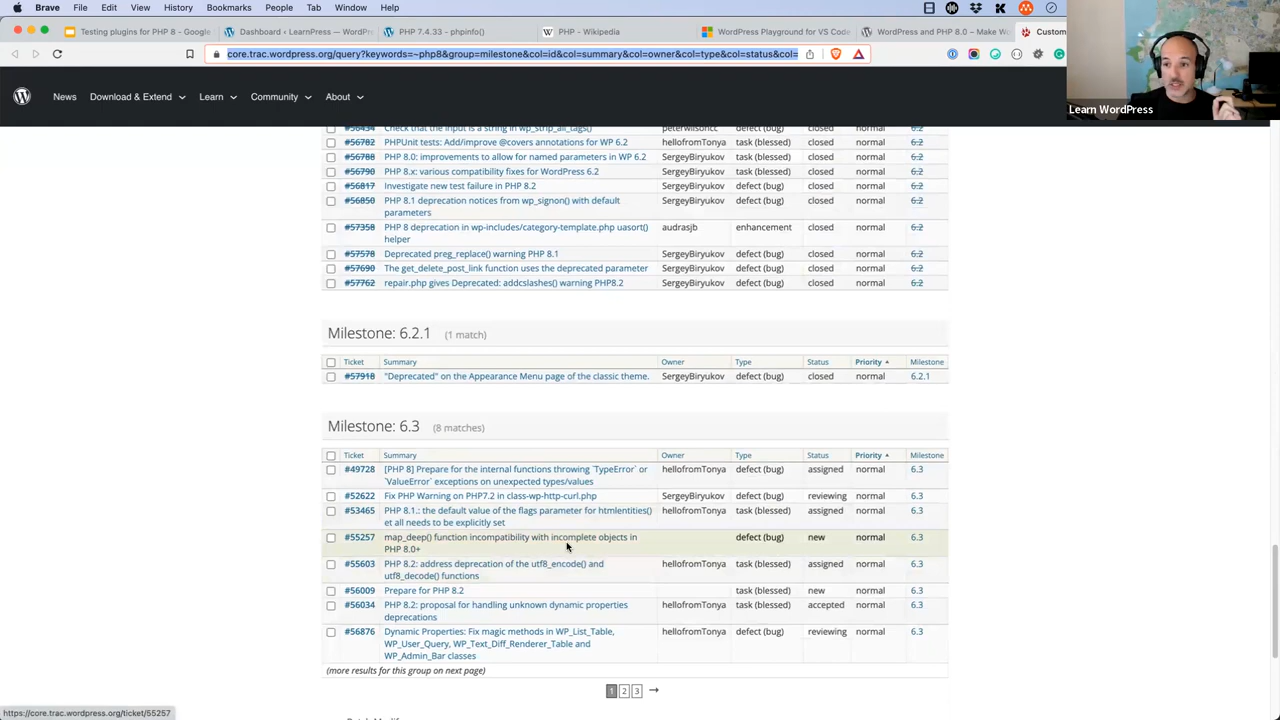 Brave File Edit View History Bookmarks People Tab Window Help
Testing plugins for PHP 8 - Google
Dashboard ‹ LearnPress — WordPr
PHP 7.4.33 - phpinfo()
PHP - Wikipedia
WordPress Playground for VS Code
WordPress and PHP 8.0 – Make Wo
Custom
core.trac.wordpress.org/query?keywords=~php8&group=milestone&col=id&col=summary&col=owner&col=type&col=status&col=
News Download & Extend Learn Community About
Learn WordPress
#56434 Check that the input is a string in wp_strip_all_tags() peterwilsoncc defect (bug) closed normal 6.2
#56782 PHPUnit tests: Add/improve @covers annotations for WP 6.2 hellofromTonya task (blessed) closed normal 6.2
#56788 PHP 8.0: improvements to allow for named parameters in WP 6.2 SergeyBiryukov task (blessed) closed normal 6.2
#56790 PHP 8.x: various compatibility fixes for WordPress 6.2 SergeyBiryukov task (blessed) closed normal 6.2
#56817 Investigate new test failure in PHP 8.2 SergeyBiryukov defect (bug) closed normal 6.2
#56850 PHP 8.1 deprecation notices from wp_signon() with default SergeyBiryukov defect (bug) closed normal 6.2
parameters
#57358 PHP 8 deprecation in wp-includes/category-template.php uasort() audrasjb enhancement closed normal 6.2
helper
#57578 Deprecated preg_replace() warning PHP 8.1 SergeyBiryukov defect (bug) closed normal 6.2
#57690 The get_delete_post_link function uses the deprecated parameter SergeyBiryukov defect (bug) closed normal 6.2
#57762 repair.php gives Deprecated: addcslashes() warning PHP8.2 SergeyBiryukov defect (bug) closed normal 6.2
Milestone: 6.2.1 (1 match)
Ticket Summary Owner Type Status Priority Milestone
#57918 "Deprecated" on the Appearance Menu page of the classic theme. SergeyBiryukov defect (bug) closed normal 6.2.1
Milestone: 6.3 (8 matches)
Ticket Summary Owner Type Status Priority Milestone
#49728 [PHP 8] Prepare for the internal functions throwing `TypeError` or hellofromTonya defect (bug) assigned normal 6.3
`ValueError` exceptions on unexpected types/values
#52622 Fix PHP Warning on PHP7.2 in class-wp-http-curl.php SergeyBiryukov defect (bug) reviewing normal 6.3
#53465 PHP 8.1.: the default value of the flags parameter for htmlentities() hellofromTonya task (blessed) assigned normal 6.3
et all needs to be explicitly set
#55257 map_deep() function incompatibility with incomplete objects in defect (bug) new normal 6.3
PHP 8.0+
#55603 PHP 8.2: address deprecation of the utf8_encode() and hellofromTonya task (blessed) assigned normal 6.3
utf8_decode() functions
#56009 Prepare for PHP 8.2 task (blessed) new normal 6.3
#56034 PHP 8.2: proposal for handling unknown dynamic properties hellofromTonya task (blessed) accepted normal 6.3
deprecations
#56876 Dynamic Properties: Fix magic methods in WP_List_Table, hellofromTonya defect (bug) reviewing normal 6.3
WP_User_Query, WP_Text_Diff_Renderer_Table and
WP_Admin_Bar classes
(more results for this group on next page)
1 2 3 →
https://core.trac.wordpress.org/ticket/55257